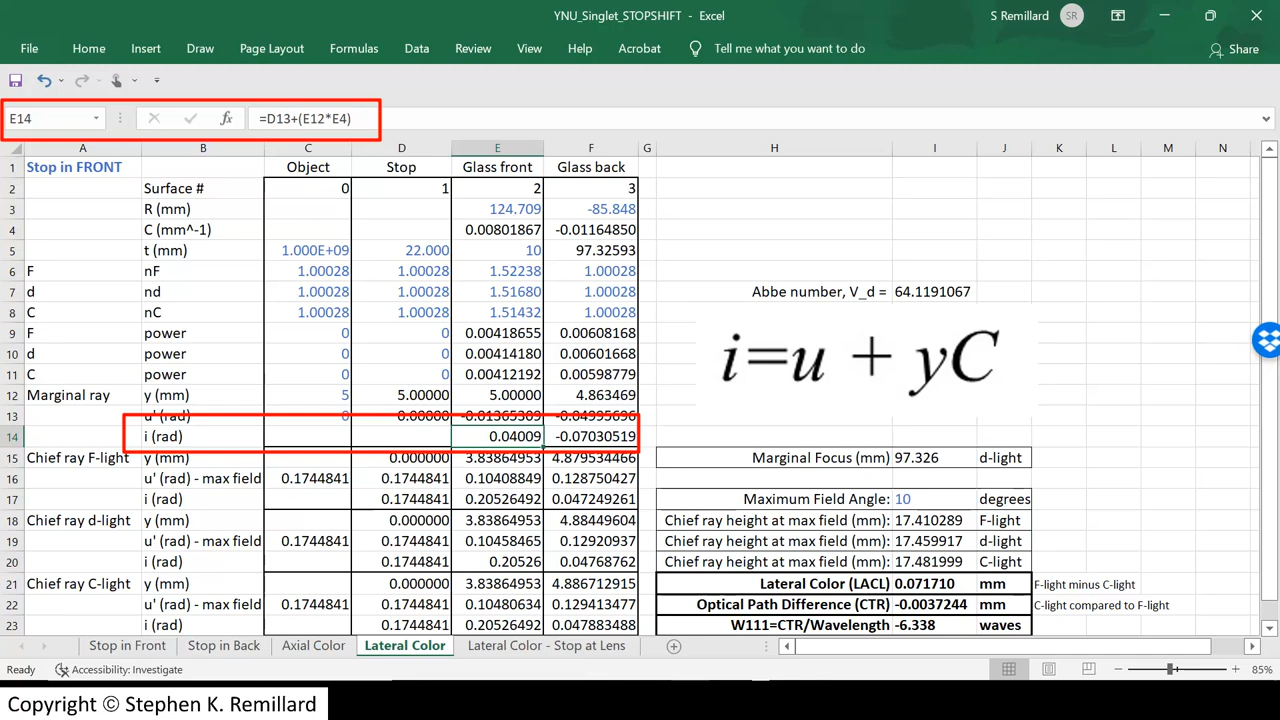 YNU_Singlet_STOPSHIFT - Excel
S Remillard
SR
File Home Insert Draw Page Layout Formulas Data Review View Help Acrobat Tell me what you want to do
Share
E14 fx =D13+(E12*E4)
A B C D E F G H I J K L M N
1 Stop in FRONT Object Stop Glass front Glass back
2 Surface # 0 1 2 3
3 R (mm) 124.709 -85.848
4 C (mm^-1) 0.00801867 -0.01164850
5 t (mm) 1.000E+09 22.000 10 97.32593
6 F nF 1.00028 1.00028 1.52238 1.00028
7 d nd 1.00028 1.00028 1.51680 1.00028 Abbe number, V_d = 64.1191067
8 C nC 1.00028 1.00028 1.51432 1.00028
9 F power 0 0 0.00418655 0.00608168
10 d power 0 0 0.00414180 0.00601668
11 C power 0 0 0.00412192 0.00598779
i=u + yC
12 Marginal ray y (mm) 5 5.00000 5.00000 4.863469
13 u' (rad) 0 0.00000 -0.01365309 -0.04995696
14 i (rad) 0.04009 -0.07030519
15 Chief ray F-light y (mm) 0.000000 3.83864953 4.879534466 Marginal Focus (mm) 97.326 d-light
16 u' (rad) - max field 0.1744841 0.1744841 0.10408849 0.128750427
17 i (rad) 0.20526492 0.047249261 Maximum Field Angle: 10 degrees
18 Chief ray d-light y (mm) 0.000000 3.83864953 4.88449604 Chief ray height at max field (mm): 17.410289 F-light
19 u' (rad) - max field 0.1744841 0.1744841 0.10458465 0.12920937 Chief ray height at max field (mm): 17.459917 d-light
20 i (rad) 0.20526 0.04768762 Chief ray height at max field (mm): 17.481999 C-light
21 Chief ray C-light y (mm) 0.000000 3.83864953 4.886712915 Lateral Color (LACL) 0.071710 mm F-light minus C-light
22 u' (rad) - max field 0.1744841 0.1744841 0.10480634 0.129413477 Optical Path Difference (CTR) -0.0037244 mm C-light compared to F-light
23 i (rad) 0.20526492 0.047883488 W111=CTR/Wavelength -6.338 waves
Stop in Front Stop in Back Axial Color Lateral Color Lateral Color - Stop at Lens
Ready Accessibility: Investigate 85%
Copyright © Stephen K. Remillard